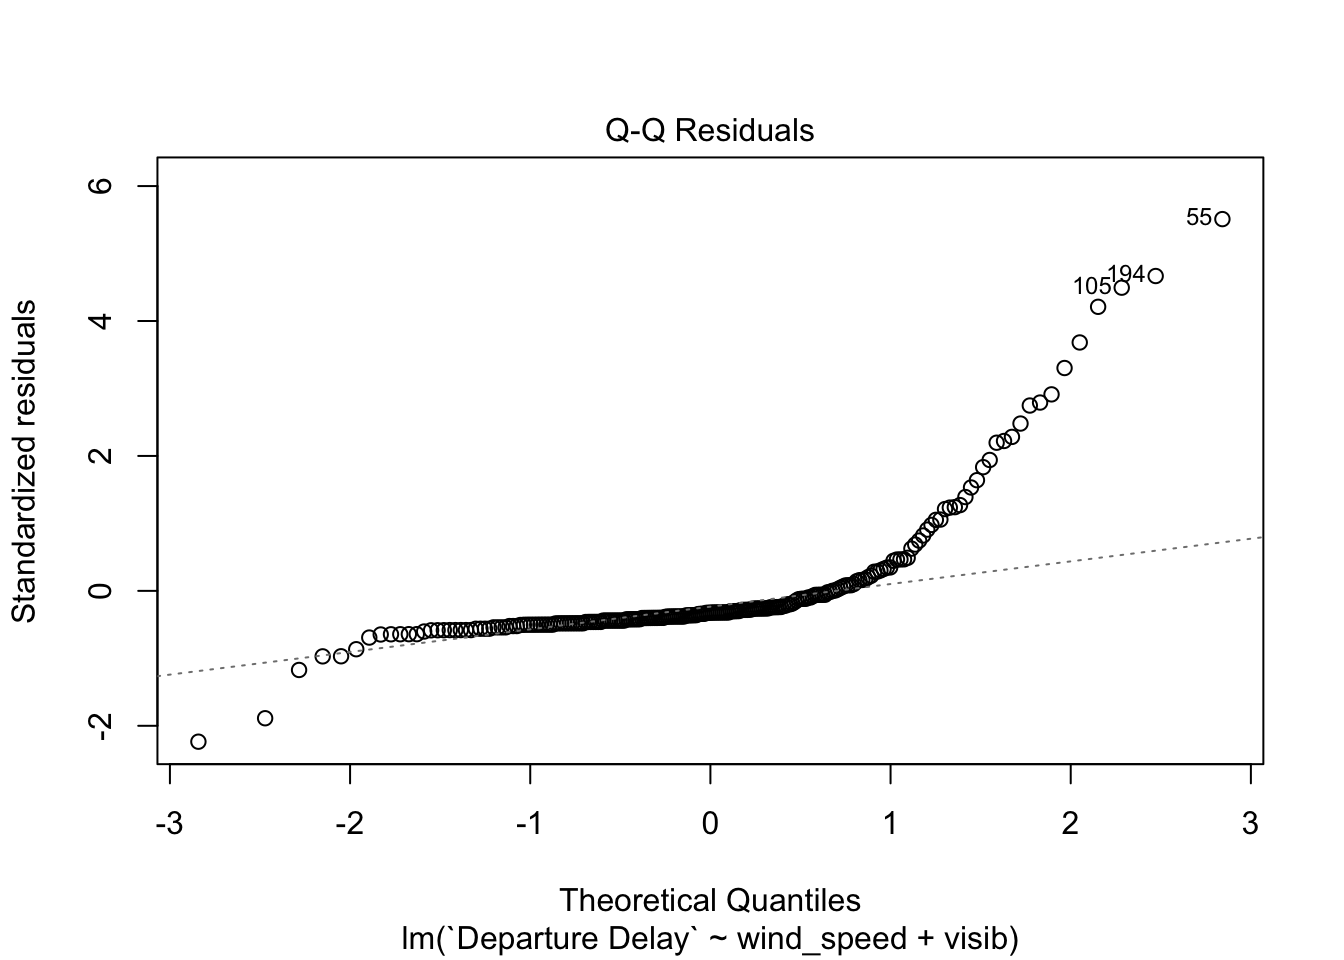 Q-Q Residuals
Standardized residuals
6
4
2
0
-2
55
194
105
-3 -2 -1 0 1 2 3
Theoretical Quantiles
lm(`Departure Delay` ~ wind_speed + visib)